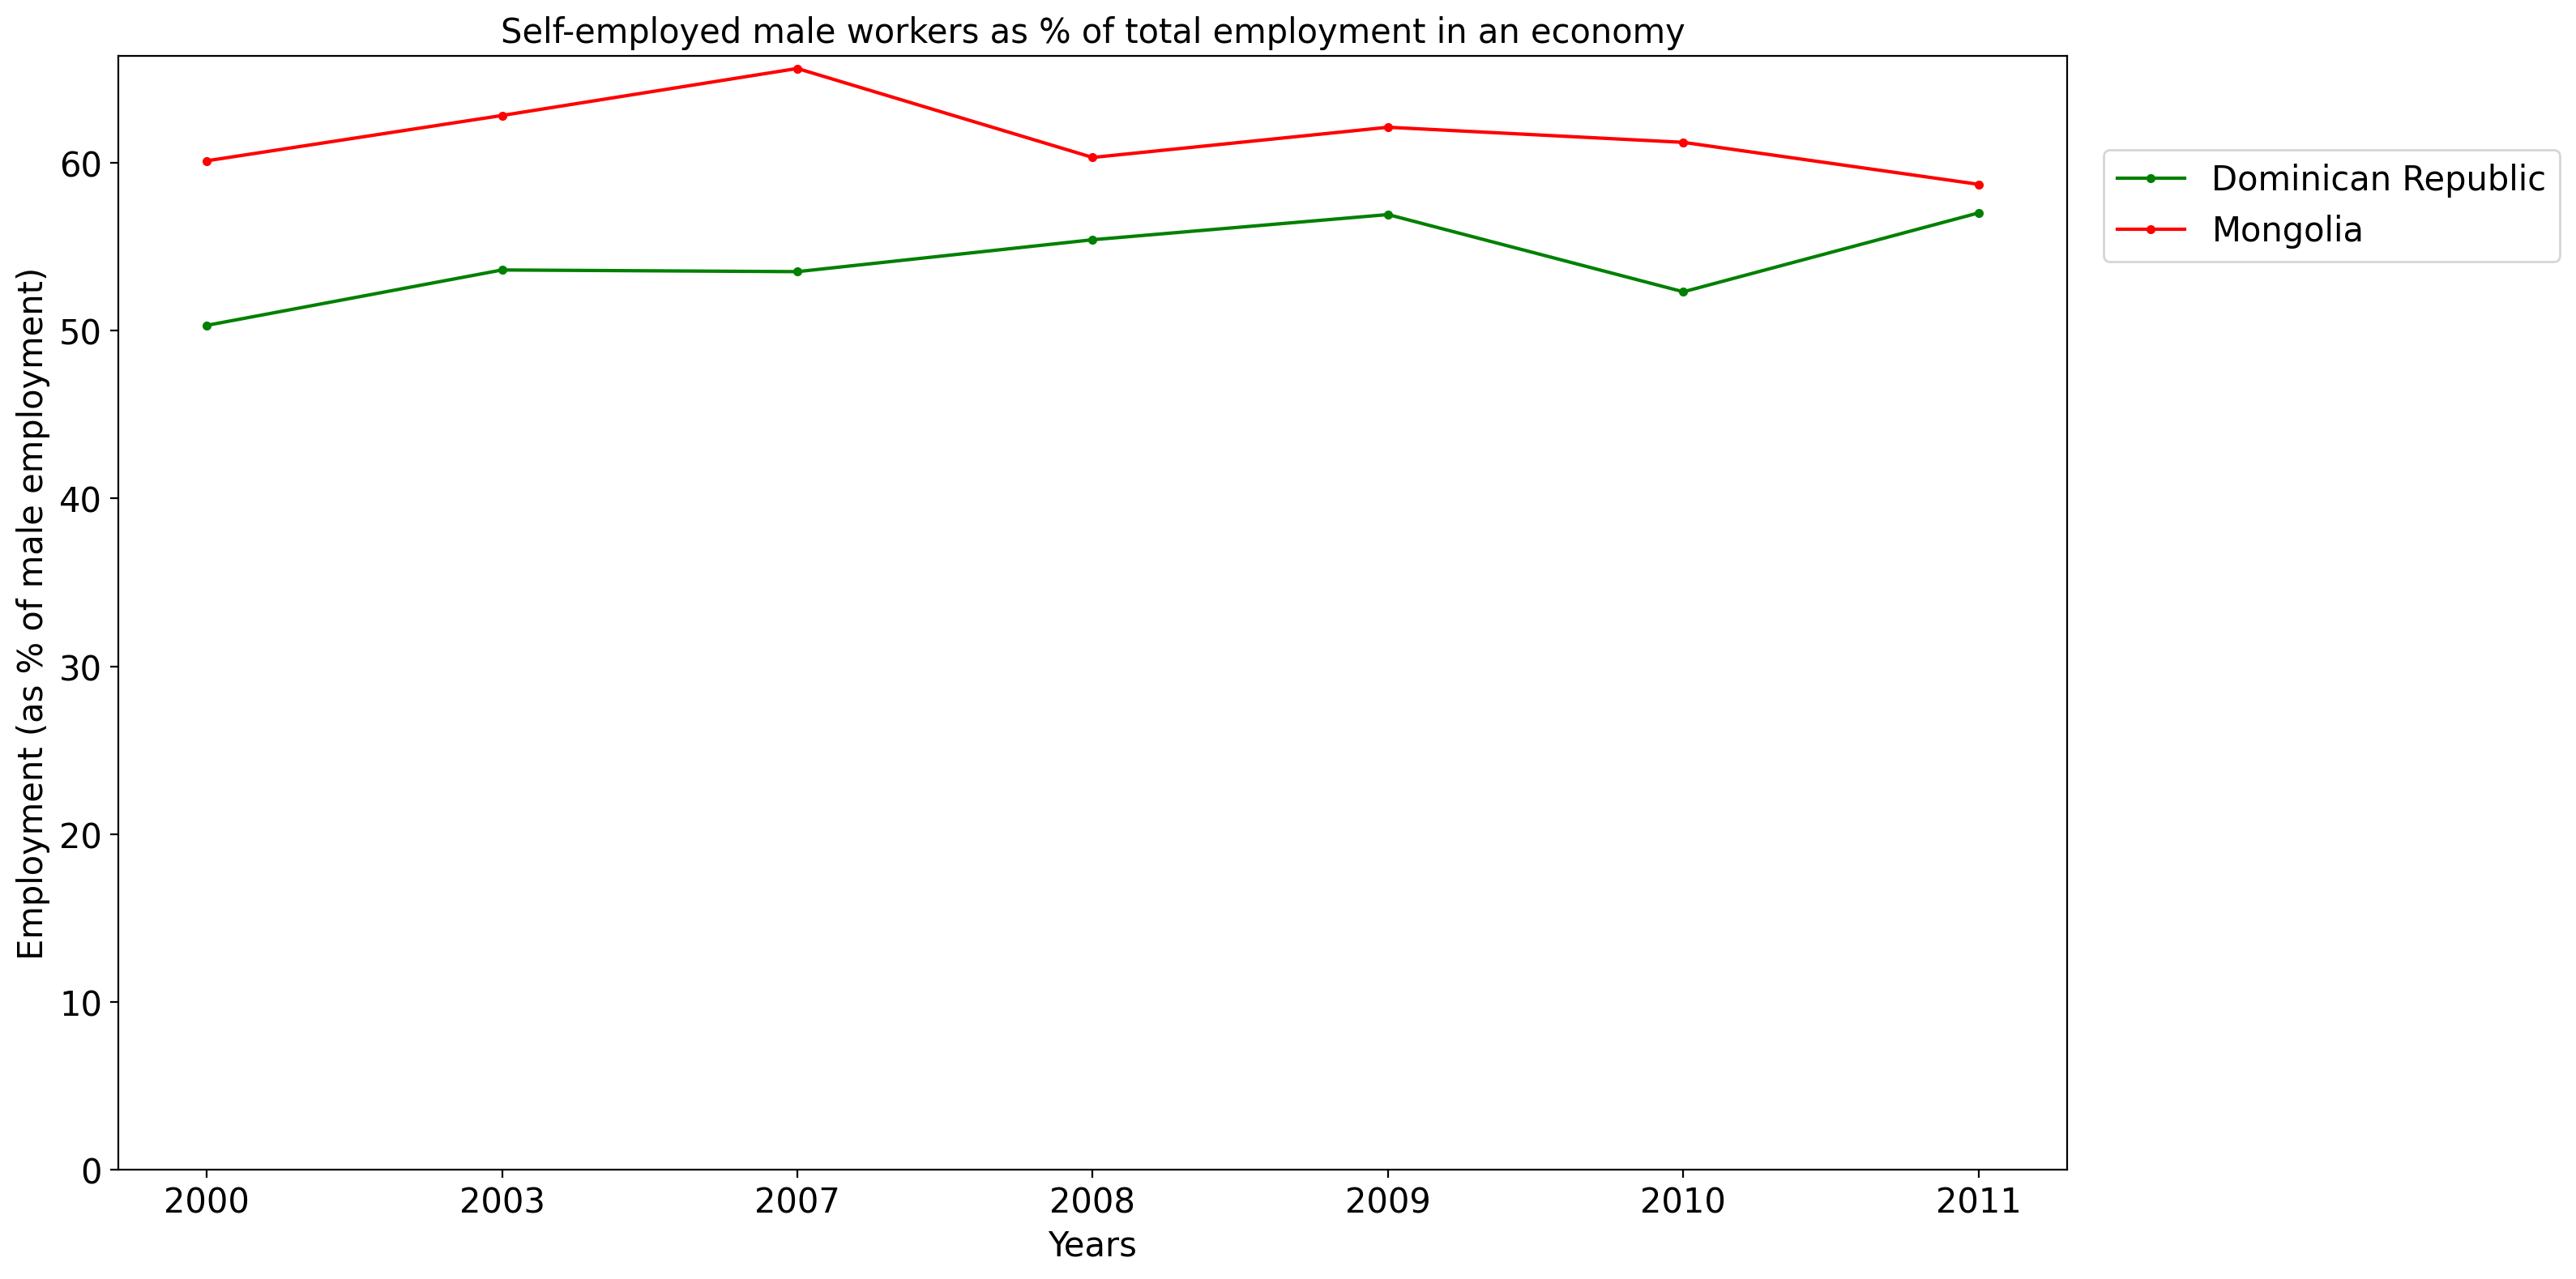 Self-employed male workers as % of total employment in an economy
Employment (as % of male employment)
60
50
40
30
20
10
0
2000 2003 2007 2008 2009 2010 2011
Years
Dominican Republic
Mongolia